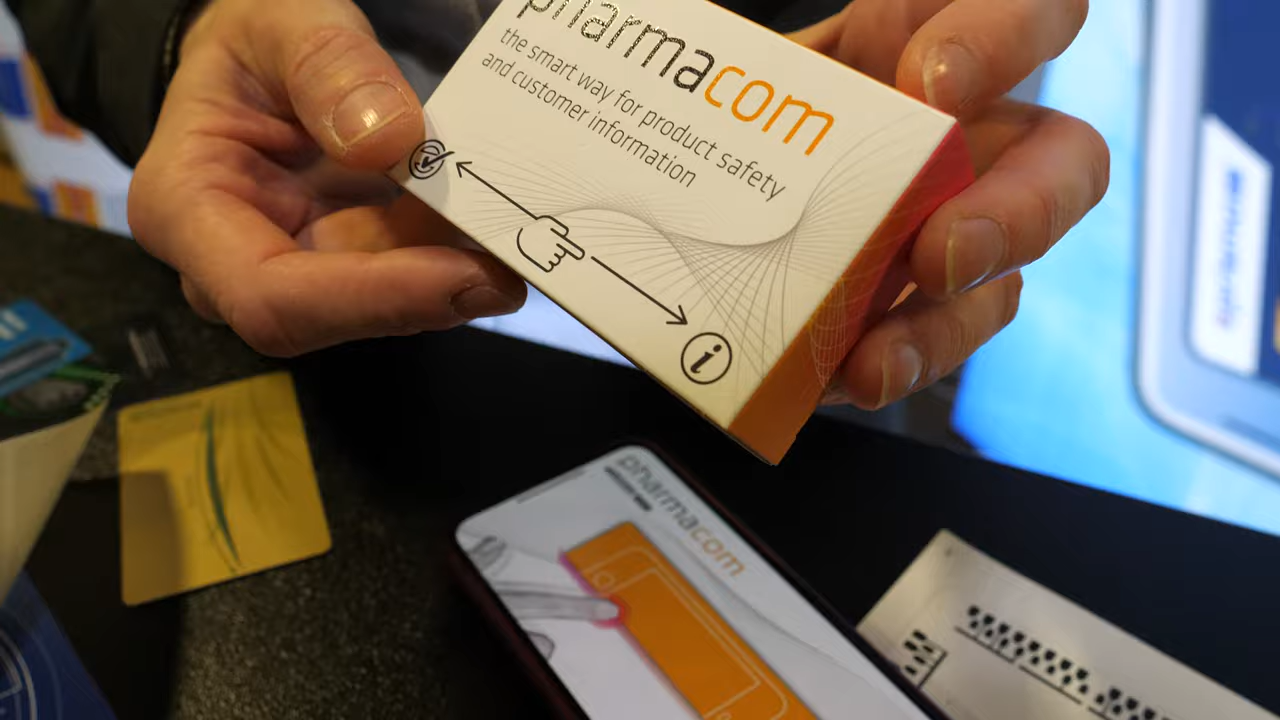 pharmacom
the smart way for product safety
and customer information
i
pharmacom